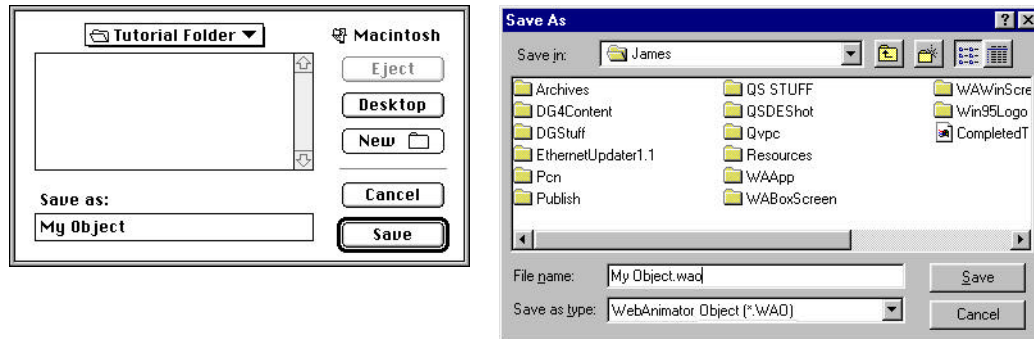 Tutorial Folder
Macintosh
Eject
Desktop
New
Save as:
Cancel
My Object
Save
Save As
Save in: James
Archives QS STUFF WAWinScre
DG4Content QSDEShot Win95Logo
DGStuff Qvpc CompletedT
EthernetUpdater1.1 Resources
Pcn WAApp
Publish WABoxScreen
File name: My Object.wao Save
Save as type: WebAnimator Object (*.WAO) Cancel